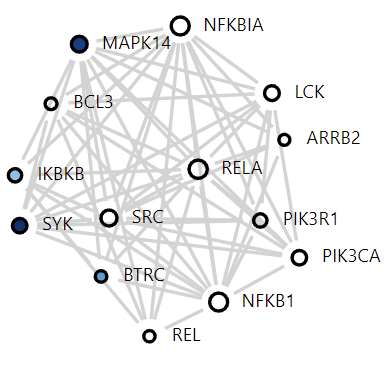 NFKBIA
MAPK14
LCK
BCL3
ARRB2
RELA
IKBKB
SRC
PIK3R1
SYK
PIK3CA
BTRC
NFKB1
REL